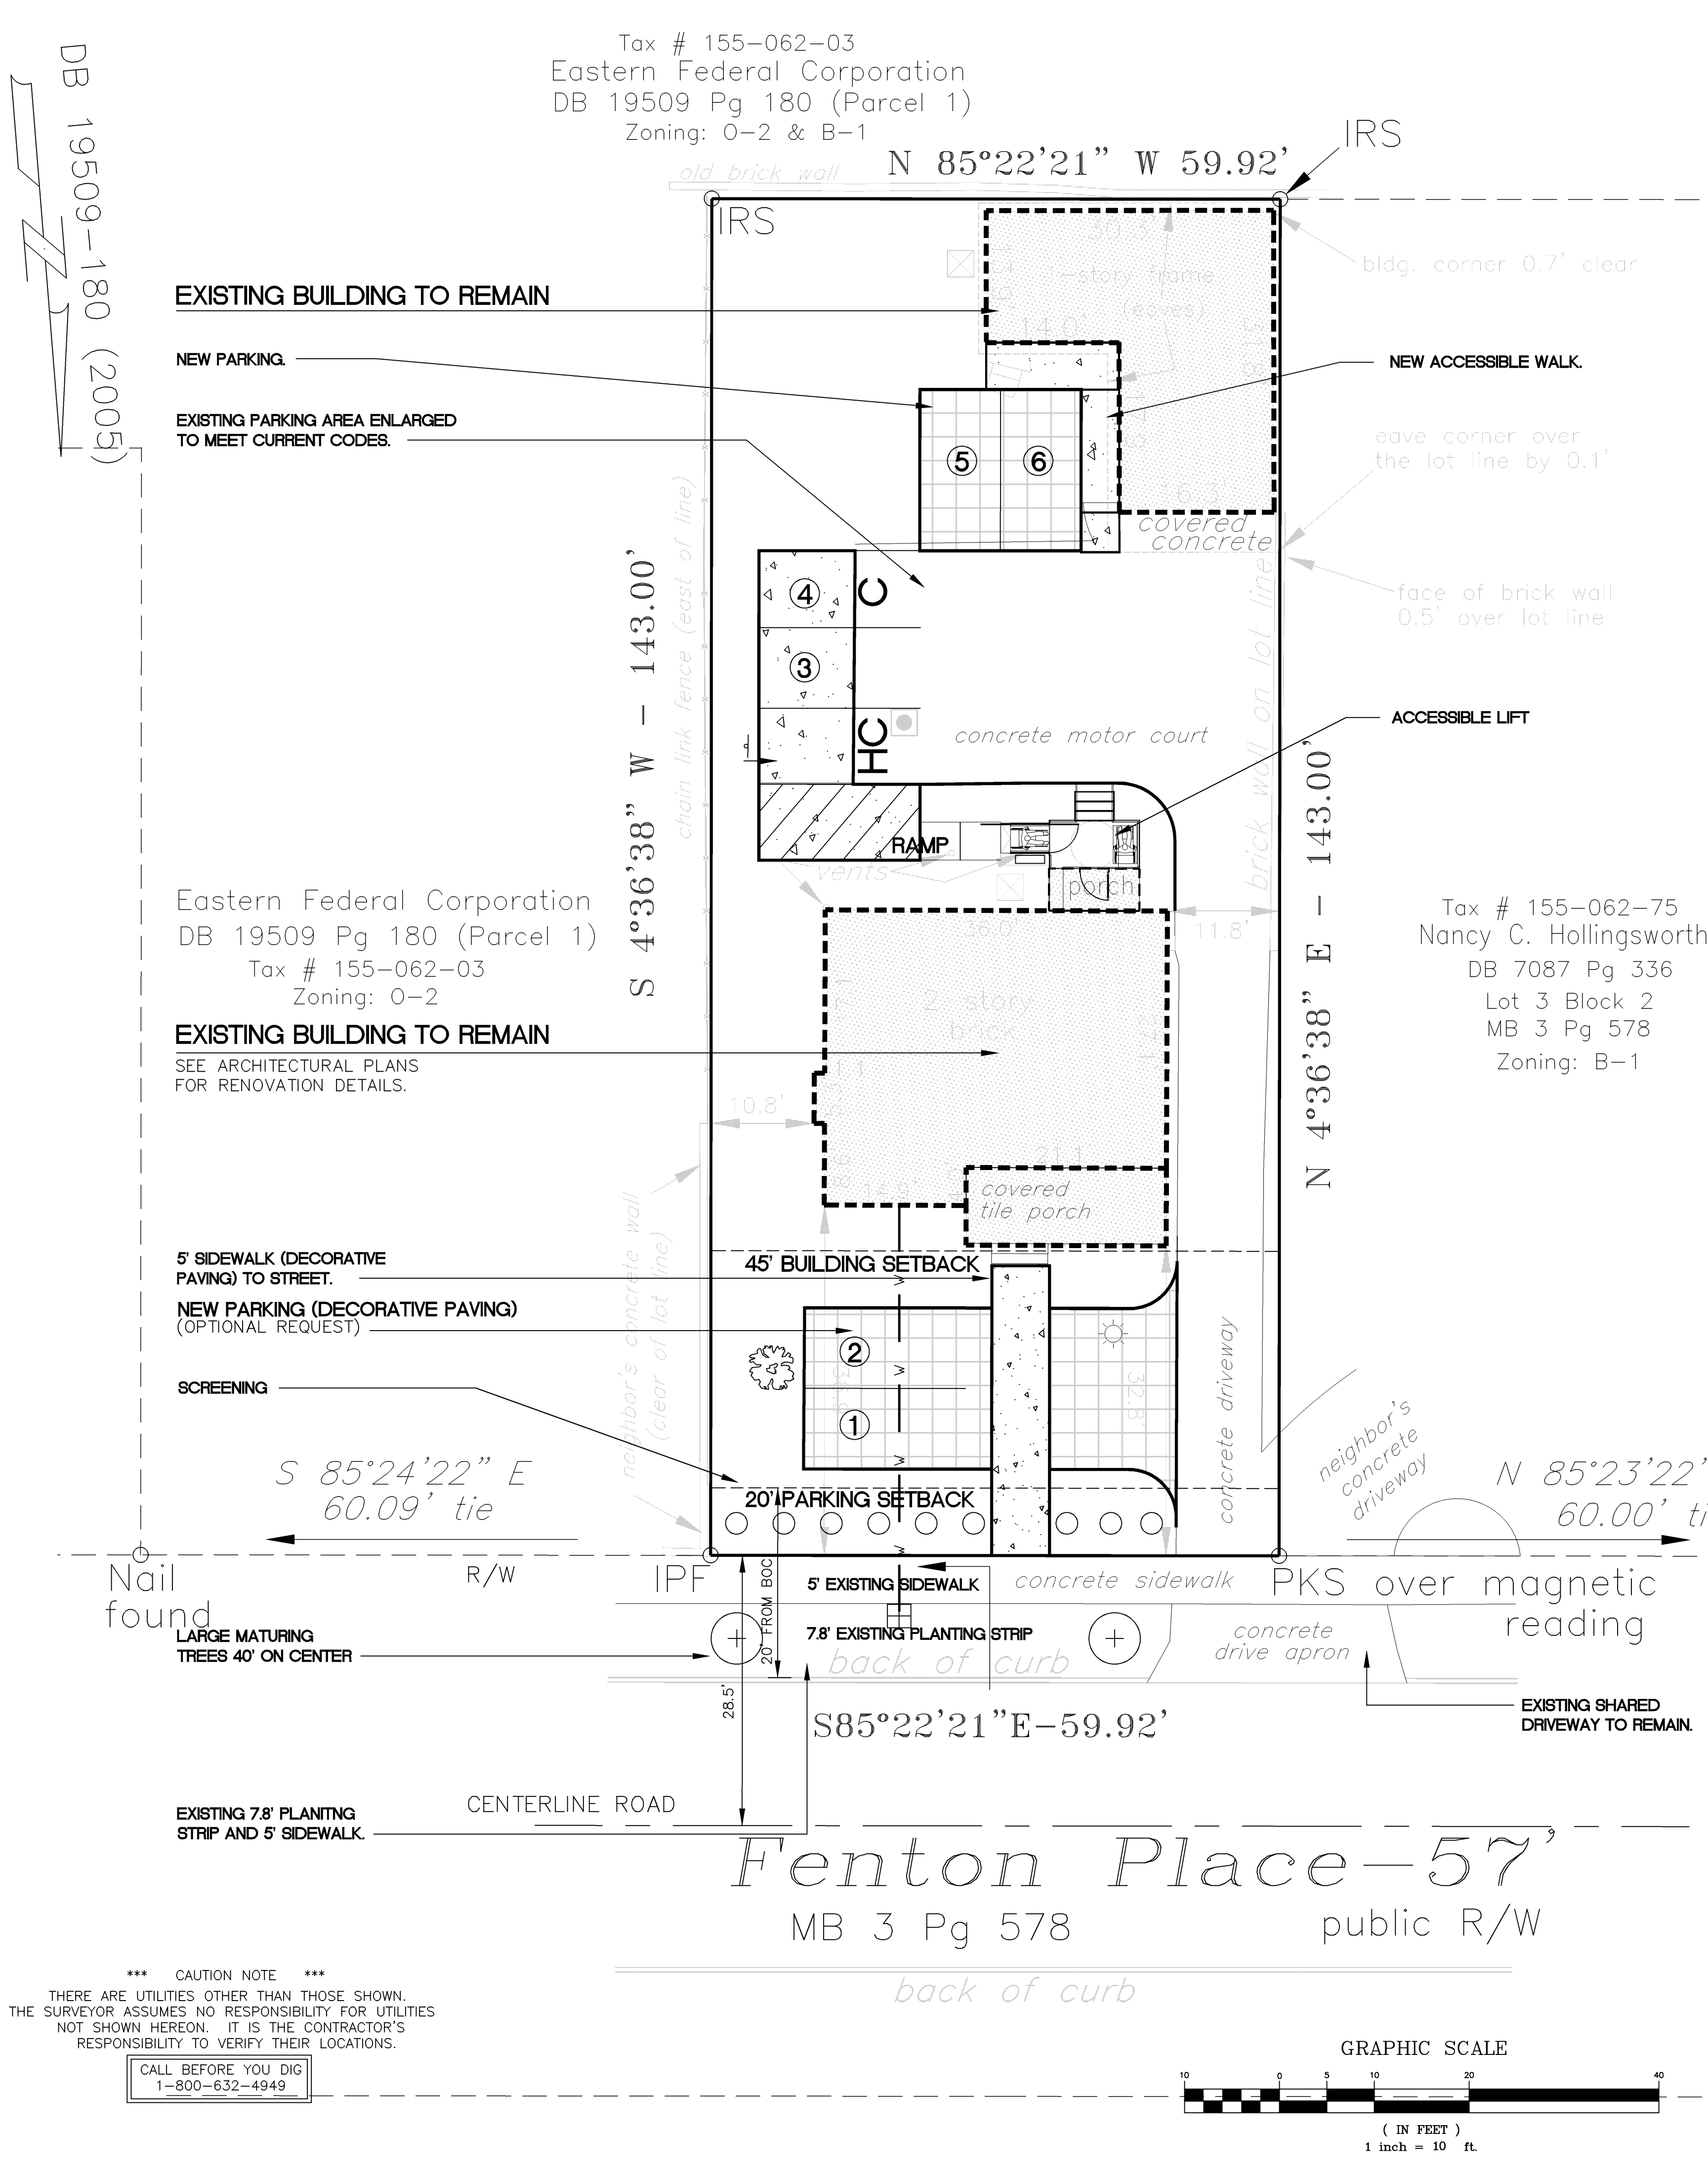 Tax # 155-062-03
Eastern Federal Corporation
DB 19509 Pg 180 (Parcel 1)
Zoning: O-2 & B-1
IRS
N 85°22'21" W 59.92'
old brick wall
IRS
DB 19509-180 (2005)
30.3'
bldg. corner 0.7' clear
EXISTING BUILDING TO REMAIN
-story frame
(eaves)
14.0'
NEW PARKING.
NEW ACCESSIBLE WALK.
EXISTING PARKING AREA ENLARGED
TO MEET CURRENT CODES.
eave corner over
the lot line by 0.1'
5
6
16.3'
covered
concrete
face of brick wall
0.5' over lot line
4
C
3
HC
chain link fence (east of line)
S 4°36'38" W - 143.00'
brick wall on lot line
N 4°36'38" E - 143.00'
concrete motor court
ACCESSIBLE LIFT
RAMP
vents
porch
36.0'
11.8'
Eastern Federal Corporation
DB 19509 Pg 180 (Parcel 1)
Tax # 155-062-03
Zoning: O-2
Tax # 155-062-75
Nancy C. Hollingsworth
DB 7087 Pg 336
Lot 3 Block 2
MB 3 Pg 578
Zoning: B-1
2 story
brick
EXISTING BUILDING TO REMAIN
SEE ARCHITECTURAL PLANS
FOR RENOVATION DETAILS.
10.8'
21.1'
14.9'
covered
tile porch
neighbor's concrete wall
(clear of lot line)
5' SIDEWALK (DECORATIVE
PAVING) TO STREET.
45' BUILDING SETBACK
NEW PARKING (DECORATIVE PAVING)
(OPTIONAL REQUEST)
2
1
W
W
W
W
32.8'
concrete driveway
SCREENING
20' PARKING SETBACK
neighbor's
concrete
driveway
S 85°24'22" E
60.09' tie
N 85°23'22"
60.00' ti
Nail
found
R/W
IPF
5' EXISTING SIDEWALK
concrete sidewalk
PKS over magnetic
reading
20' FROM BOC
LARGE MATURING
TREES 40' ON CENTER
7.8' EXISTING PLANTING STRIP
back of curb
concrete
drive apron
28.5'
EXISTING SHARED
DRIVEWAY TO REMAIN.
S85°22'21"E-59.92'
EXISTING 7.8' PLANITNG
STRIP AND 5' SIDEWALK.
CENTERLINE ROAD
Fenton Place-57'
MB 3 Pg 578
public R/W
back of curb
*** CAUTION NOTE ***
THERE ARE UTILITIES OTHER THAN THOSE SHOWN.
THE SURVEYOR ASSUMES NO RESPONSIBILITY FOR UTILITIES
NOT SHOWN HEREON. IT IS THE CONTRACTOR'S
RESPONSIBILITY TO VERIFY THEIR LOCATIONS.
CALL BEFORE YOU DIG
1-800-632-4949
GRAPHIC SCALE
10 0 5 10 20 40
( IN FEET )
1 inch = 10 ft.